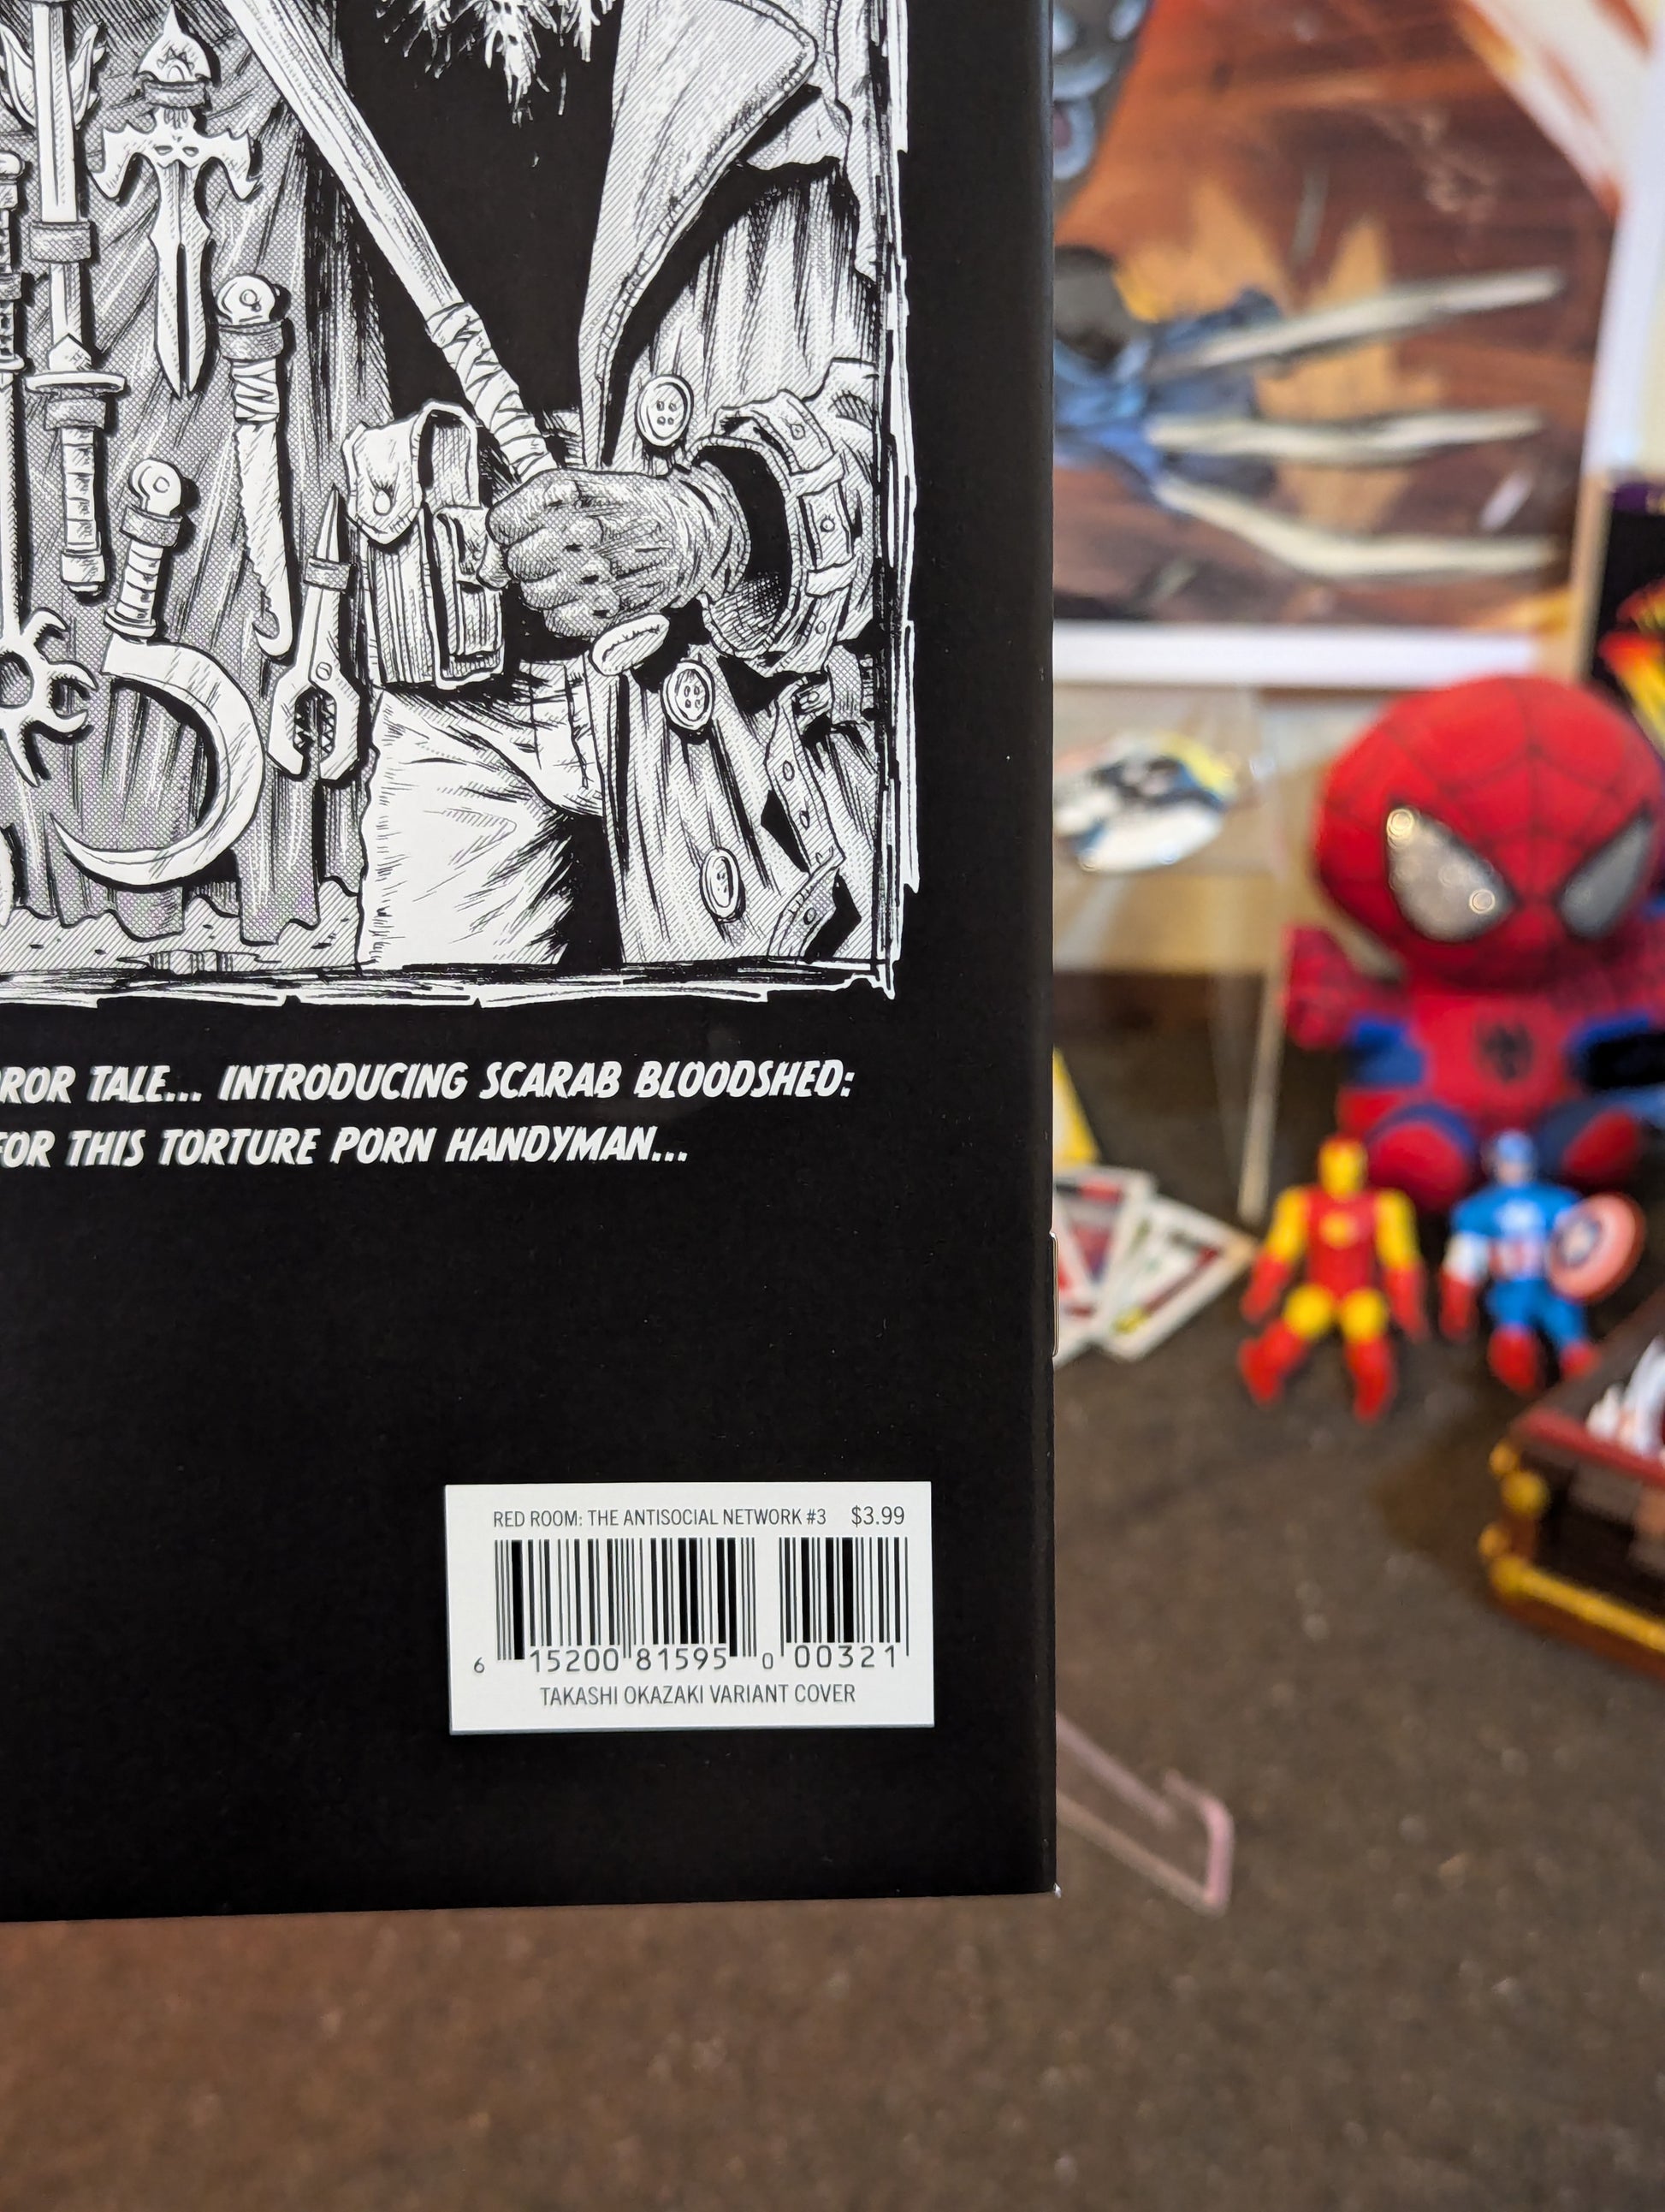 ROR TALE... INTRODUCING SCARAB BLOODSHED:
FOR THIS TORTURE PORN HANDYMAN...
RED ROOM: THE ANTISOCIAL NETWORK #3 $3.99
6 15200 81595 0 00321
TAKASHI OKAZAKI VARIANT COVER